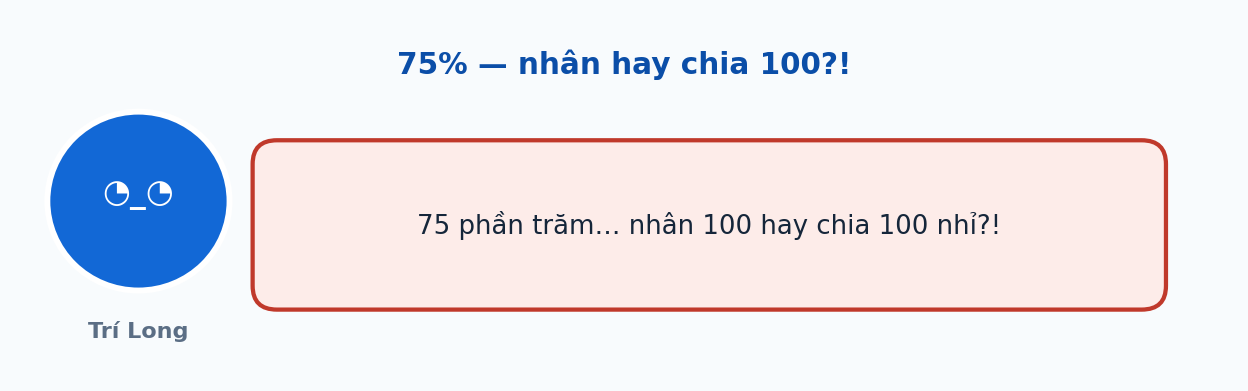 75% — nhân hay chia 100?!
◔_◔
75 phần trăm... nhân 100 hay chia 100 nhỉ?!
Trí Long